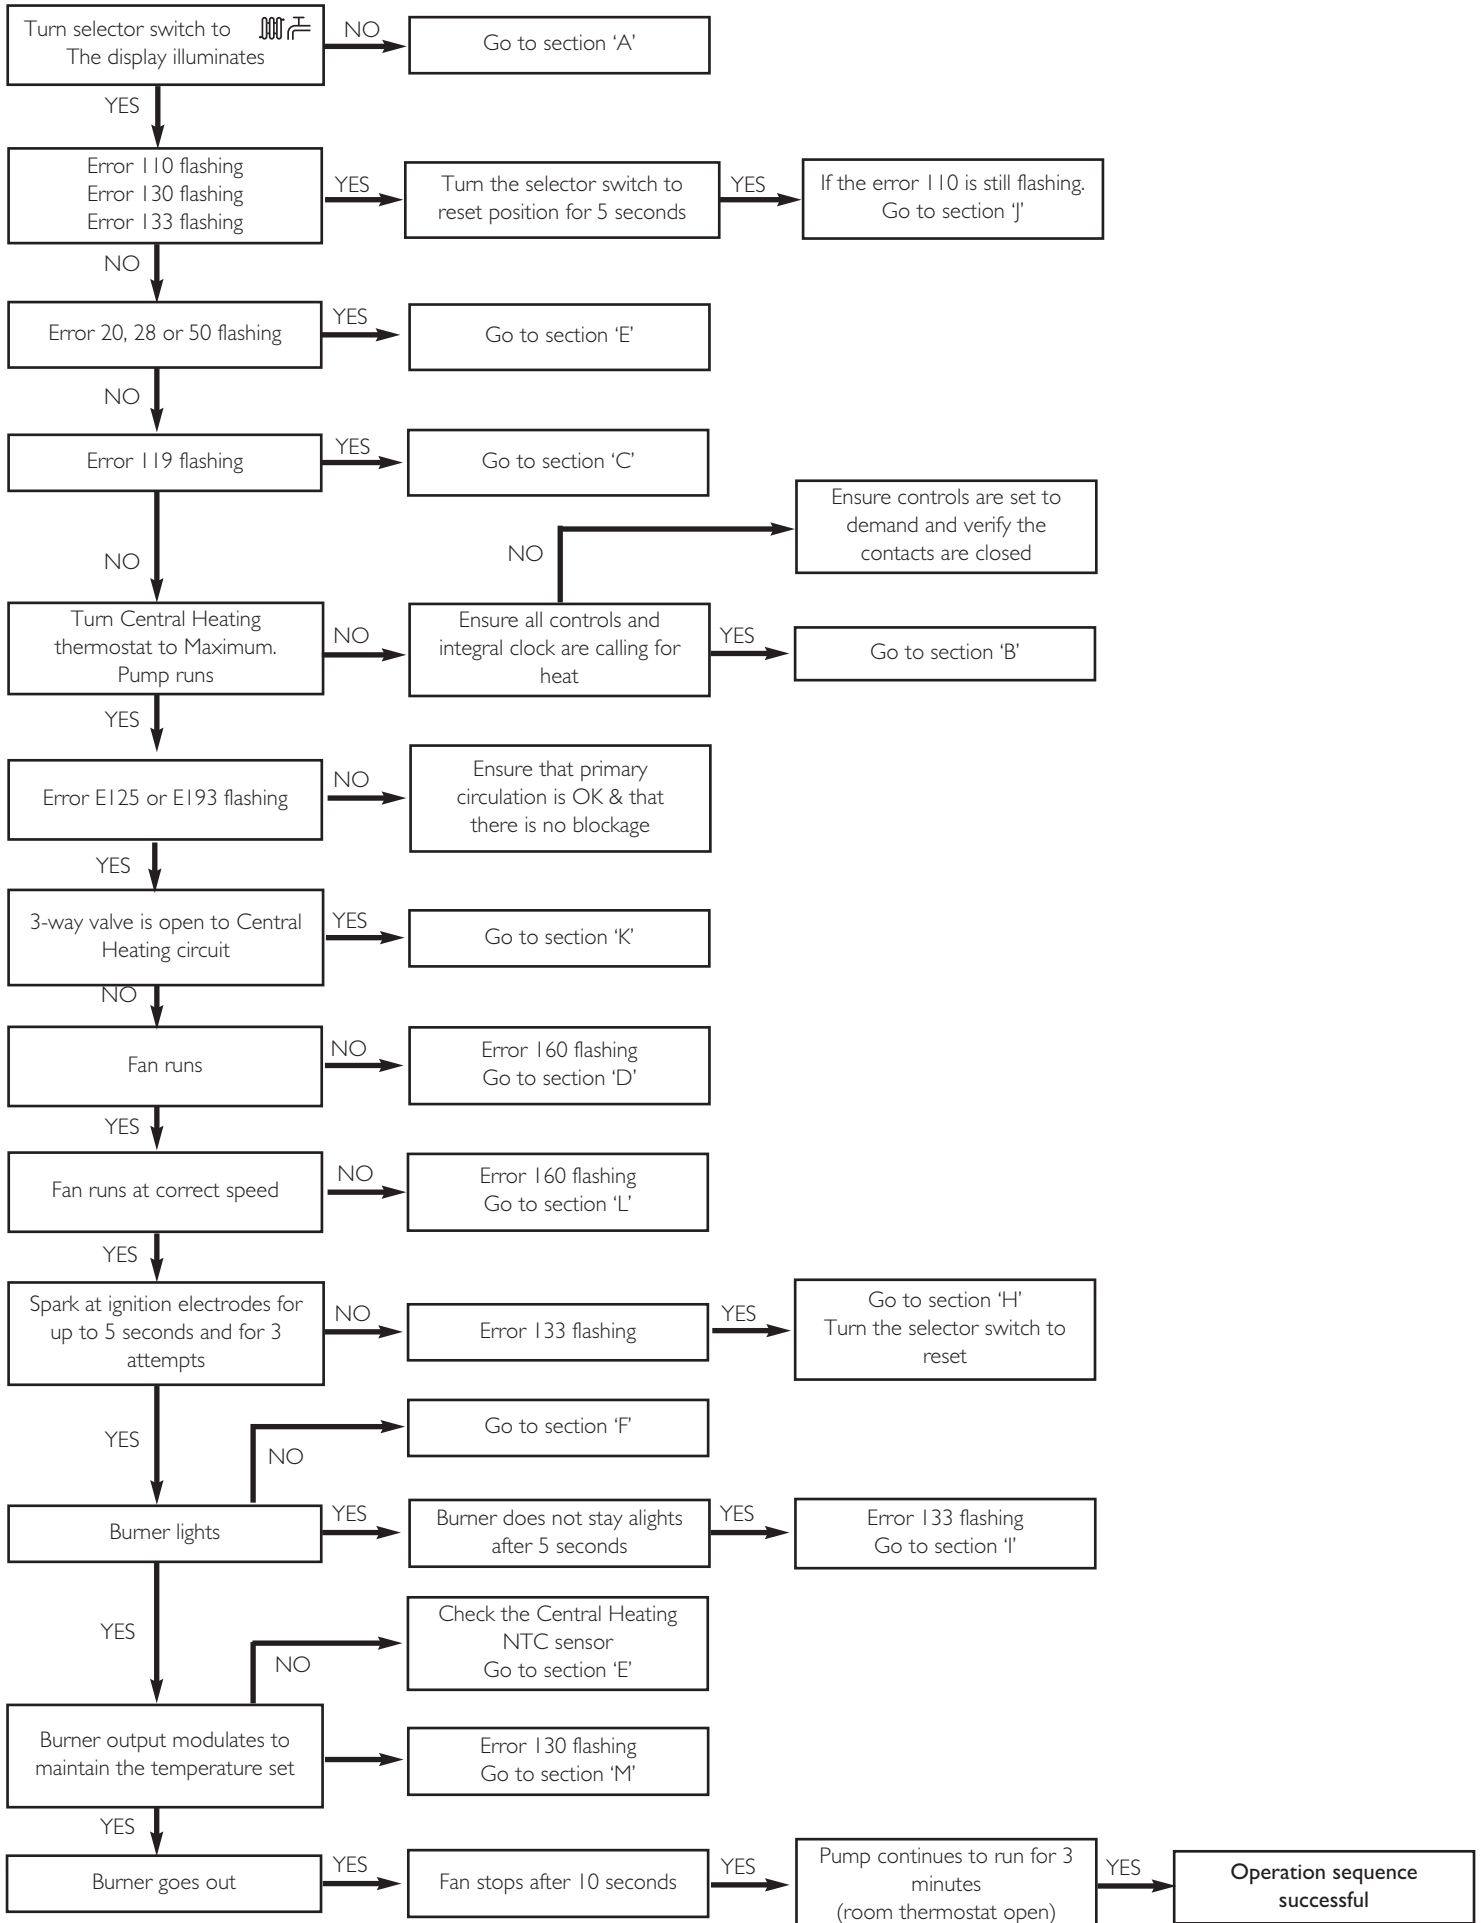 Turn selector switch to
The display illuminates
NO
Go to section ‘A’
YES
Error 110 flashing
Error 130 flashing
Error 133 flashing
YES
Turn the selector switch to
reset position for 5 seconds
YES
If the error 110 is still flashing.
Go to section ‘J’
NO
Error 20, 28 or 50 flashing
YES
Go to section ‘E’
NO
Error 119 flashing
YES
Go to section ‘C’
NO
Turn Central Heating
thermostat to Maximum.
Pump runs
NO
Ensure all controls and
integral clock are calling for
heat
NO
Ensure controls are set to
demand and verify the
contacts are closed
YES
Go to section ‘B’
YES
Error E125 or E193 flashing
NO
Ensure that primary
circulation is OK & that
there is no blockage
YES
3-way valve is open to Central
Heating circuit
YES
Go to section ‘K’
NO
Fan runs
NO
Error 160 flashing
Go to section ‘D’
YES
Fan runs at correct speed
NO
Error 160 flashing
Go to section ‘L’
YES
Spark at ignition electrodes for
up to 5 seconds and for 3
attempts
NO
Error 133 flashing
YES
Go to section ‘H’
Turn the selector switch to
reset
YES
NO
Go to section ‘F’
Burner lights
YES
Burner does not stay alights
after 5 seconds
YES
Error 133 flashing
Go to section ‘I’
YES
NO
Check the Central Heating
NTC sensor
Go to section ‘E’
Burner output modulates to
maintain the temperature set
Error 130 flashing
Go to section ‘M’
YES
Burner goes out
YES
Fan stops after 10 seconds
YES
Pump continues to run for 3
minutes
(room thermostat open)
YES
Operation sequence
successful